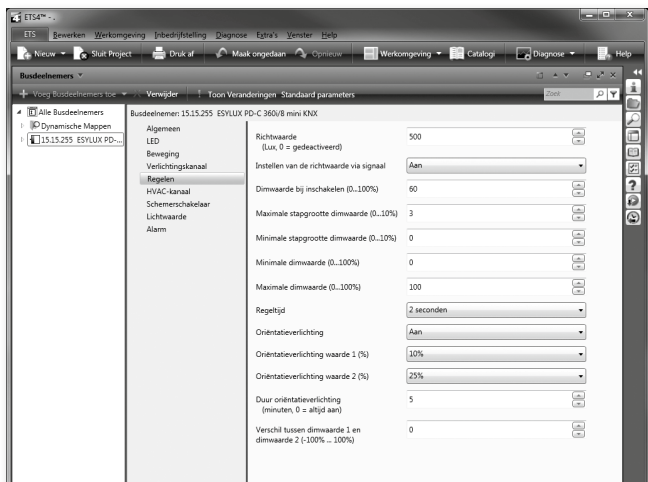 ETS4™ - .
ETS Bewerken Werkomgeving Inbedrijfstelling Diagnose Extra's Venster Help
Nieuw Sluit Project Druk af Maak ongedaan Opnieuw Werkomgeving Catalogi Diagnose Help
Busdeelnemers
Voeg Busdeelnemers toe Verwijder Toon Veranderingen Standaard parameters Zoek
Alle Busdeelnemers
Dynamische Mappen
15.15.255 ESYLUX PD-...
Busdeelnemer: 15.15.255 ESYLUX PD-C 360i/8 mini KNX
Algemeen
LED
Beweging
Verlichtingskanaal
Regelen
HVAC-kanaal
Schemerschakelaar
Lichtwaarde
Alarm
Richtwaarde 500
(Lux, 0 = gedeactiveerd)
Instellen van de richtwaarde via signaal Aan
Dimwaarde bij inschakelen (0...100%) 60
Maximale stapgrootte dimwaarde (0...10%) 3
Minimale stapgrootte dimwaarde (0...10%) 0
Minimale dimwaarde (0...100%) 0
Maximale dimwaarde (0...100%) 100
Regeltijd 2 seconden
Oriëntatieverlichting Aan
Oriëntatieverlichting waarde 1 (%) 10%
Oriëntatieverlichting waarde 2 (%) 25%
Duur oriëntatieverlichting 5
(minuten, 0 = altijd aan)
Verschil tussen dimwaarde 1 en 0
dimwaarde 2 (-100% ... 100%)